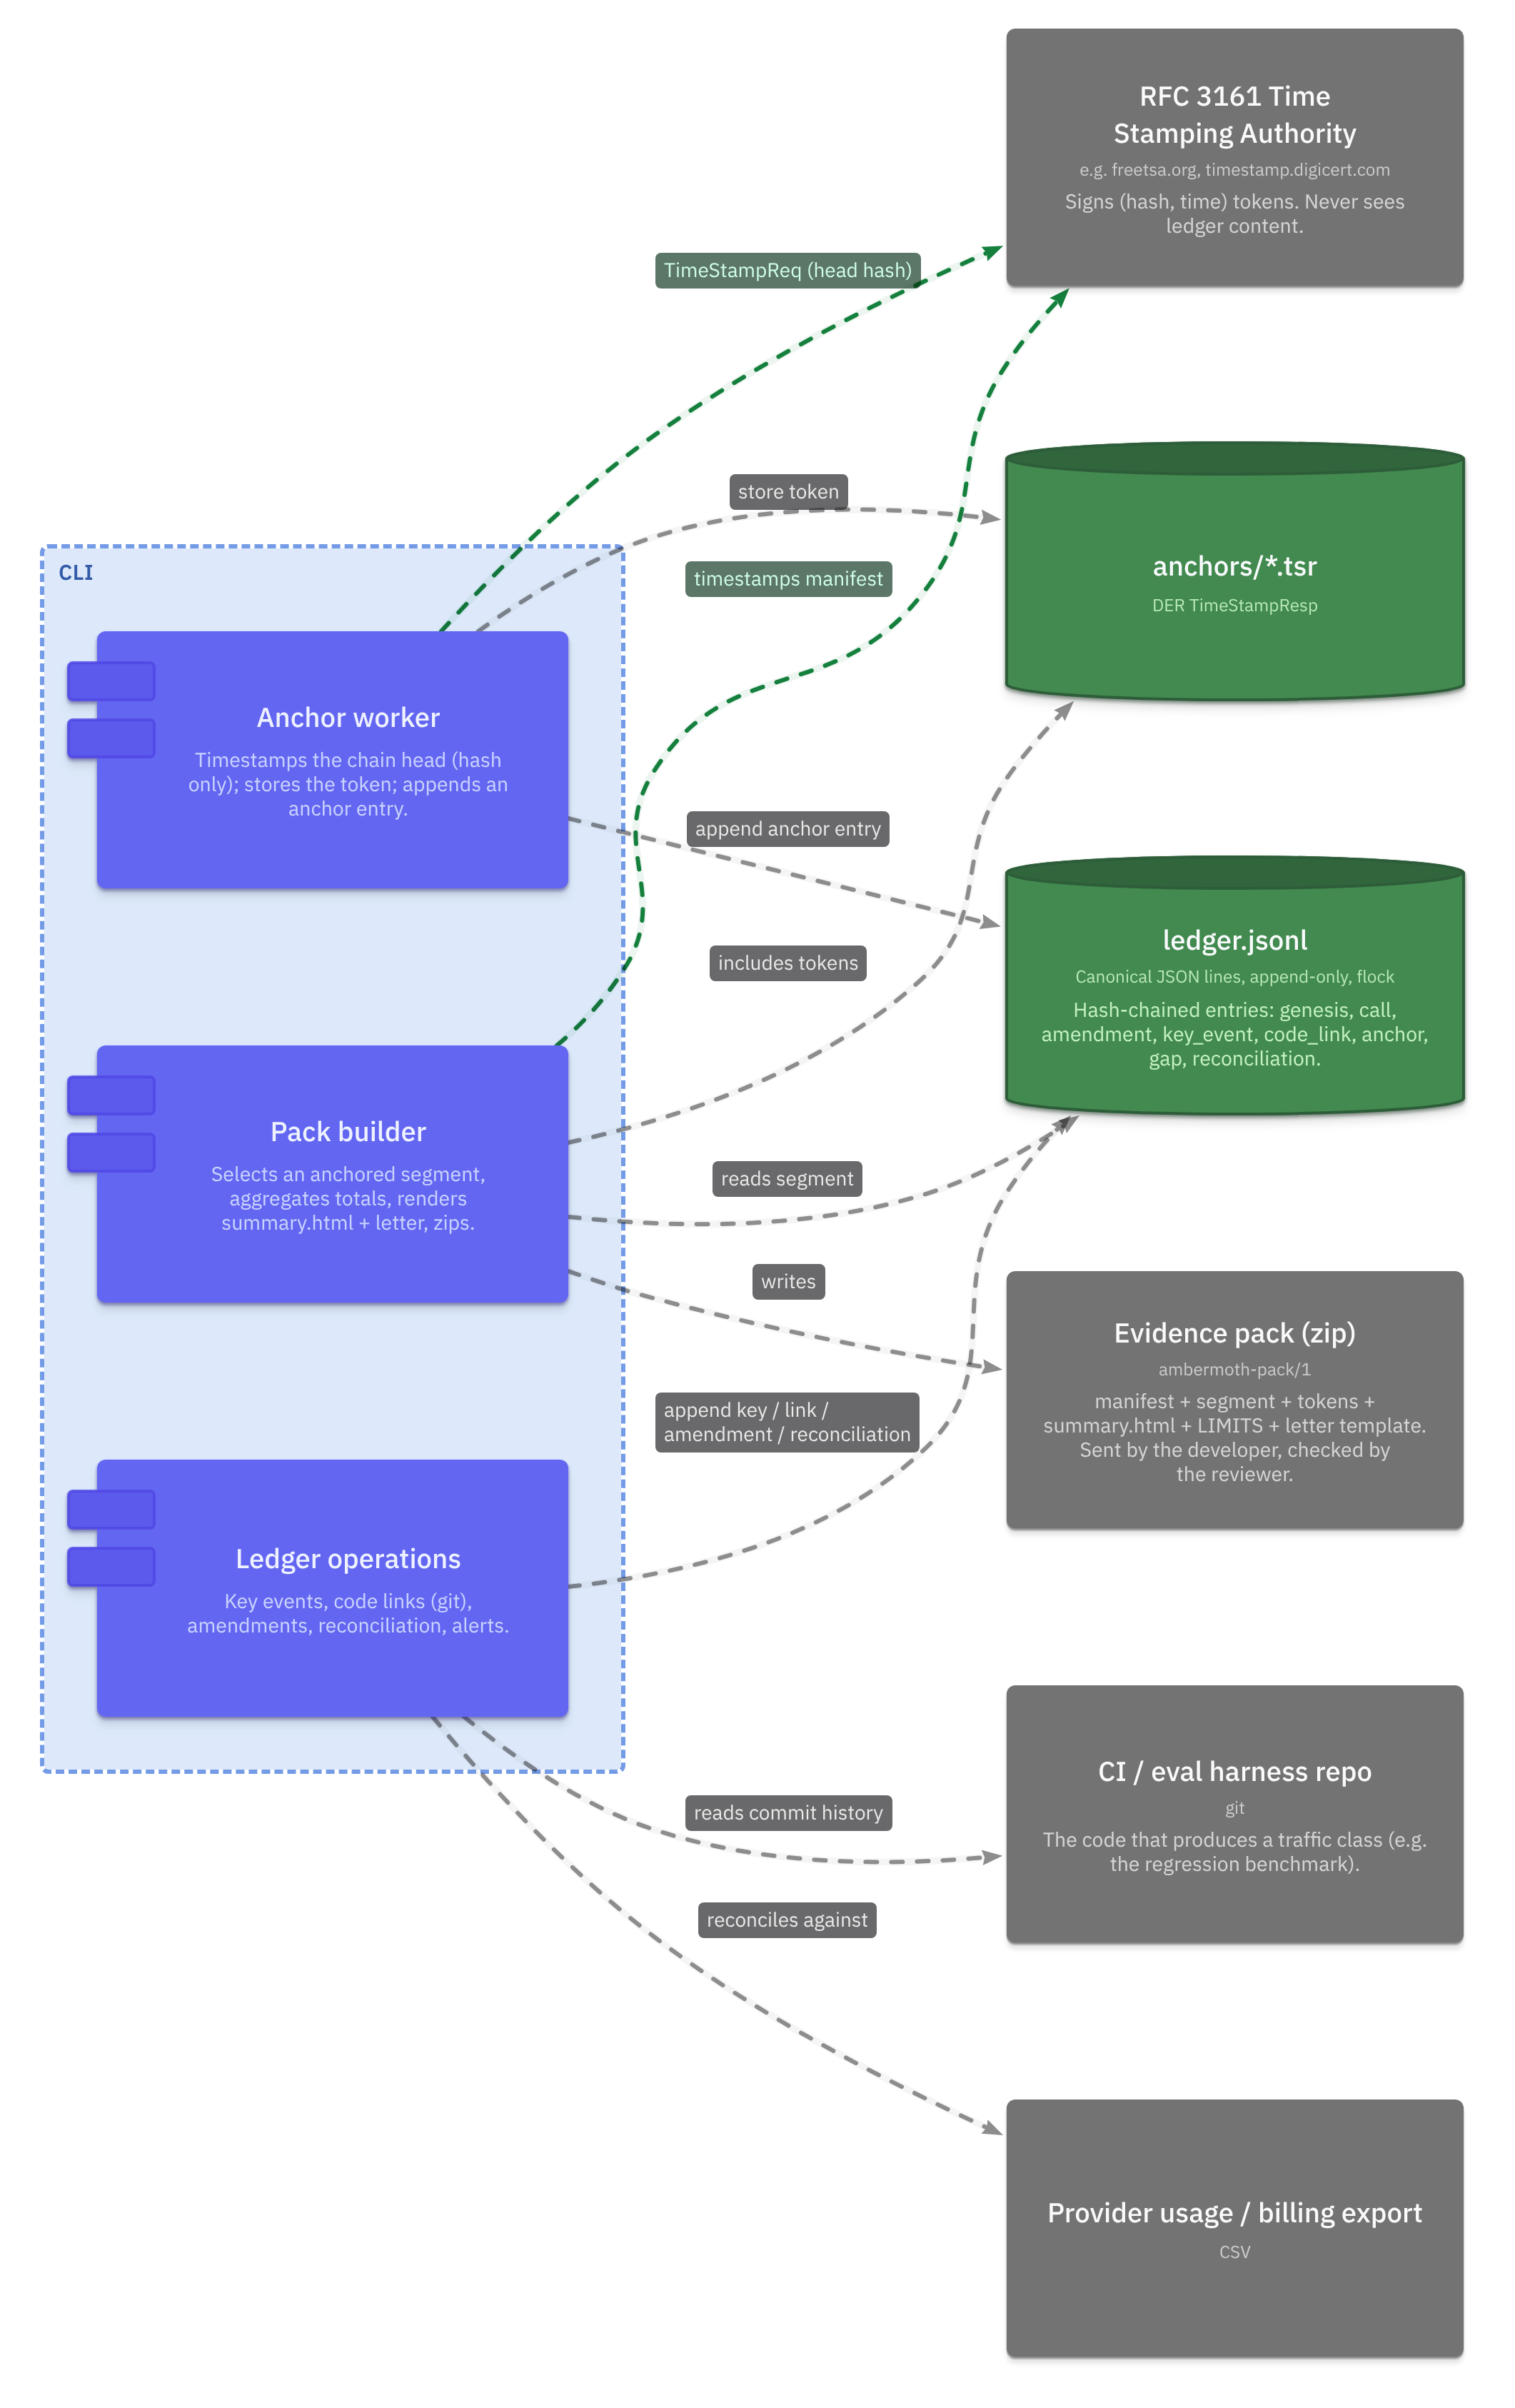 RFC 3161 Time
Stamping Authority
e.g. freetsa.org, timestamp.digicert.com
Signs (hash, time) tokens. Never sees
ledger content.
TimeStampReq (head hash)
store token
timestamps manifest
anchors/*.tsr
DER TimeStampResp
CLI
Anchor worker
Timestamps the chain head (hash
only); stores the token; appends an
anchor entry.
append anchor entry
includes tokens
ledger.jsonl
Canonical JSON lines, append-only, flock
Hash-chained entries: genesis, call,
amendment, key_event, code_link, anchor,
gap, reconciliation.
Pack builder
Selects an anchored segment,
aggregates totals, renders
summary.html + letter, zips.
reads segment
writes
Evidence pack (zip)
ambermoth-pack/1
manifest + segment + tokens +
summary.html + LIMITS + letter template.
Sent by the developer, checked by
the reviewer.
append key / link /
amendment / reconciliation
Ledger operations
Key events, code links (git),
amendments, reconciliation, alerts.
reads commit history
CI / eval harness repo
git
The code that produces a traffic class (e.g.
the regression benchmark).
reconciles against
Provider usage / billing export
CSV